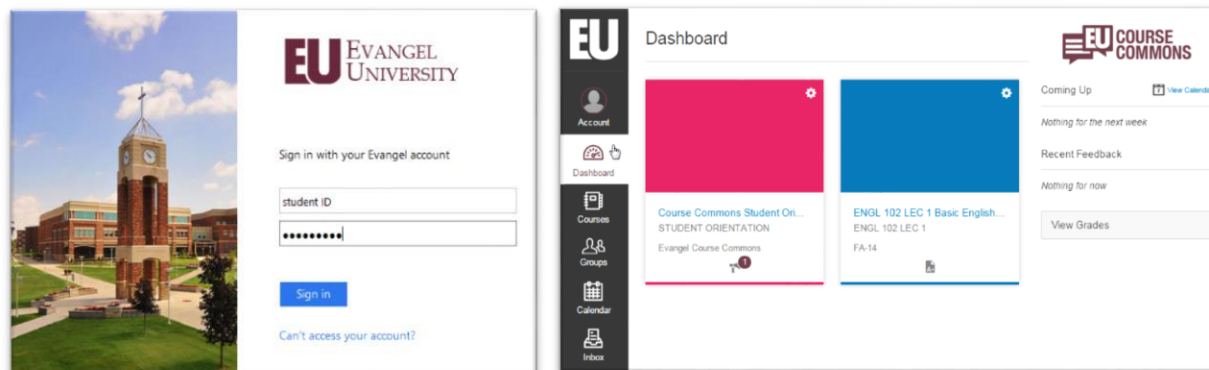 EU EVANGEL
UNIVERSITY
Sign in with your Evangel account
student ID
Sign in
Can't access your account?
EU
Account
Dashboard
Courses
Groups
Calendar
Inbox
Dashboard
Course Commons Student Ori...
STUDENT ORIENTATION
Evangel Course Commons
1
ENGL 102 LEC 1 Basic English...
ENGL 102 LEC 1
FA-14
EU COURSE
COMMONS
Coming Up
7 View Calenda
Nothing for the next week
Recent Feedback
Nothing for now
View Grades